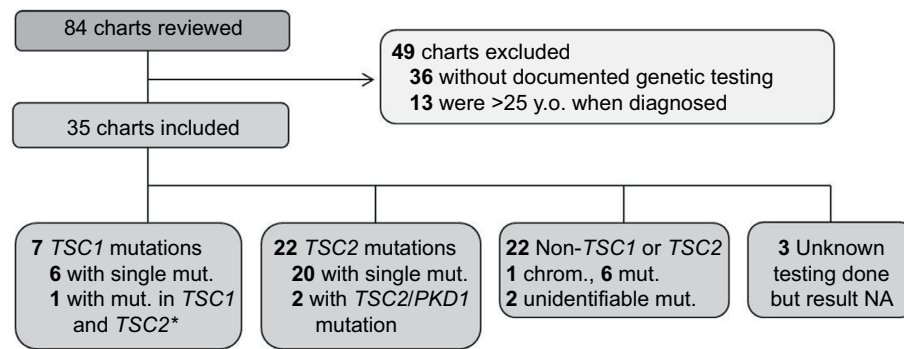 84 charts reviewed
49 charts excluded
36 without documented genetic testing
13 were >25 y.o. when diagnosed
35 charts included
7 TSC1 mutations
6 with single mut.
1 with mut. in TSC1
and TSC2*
22 TSC2 mutations
20 with single mut.
2 with TSC2/PKD1
mutation
22 Non-TSC1 or TSC2
1 chrom., 6 mut.
2 unidentifiable mut.
3 Unknown
testing done
but result NA